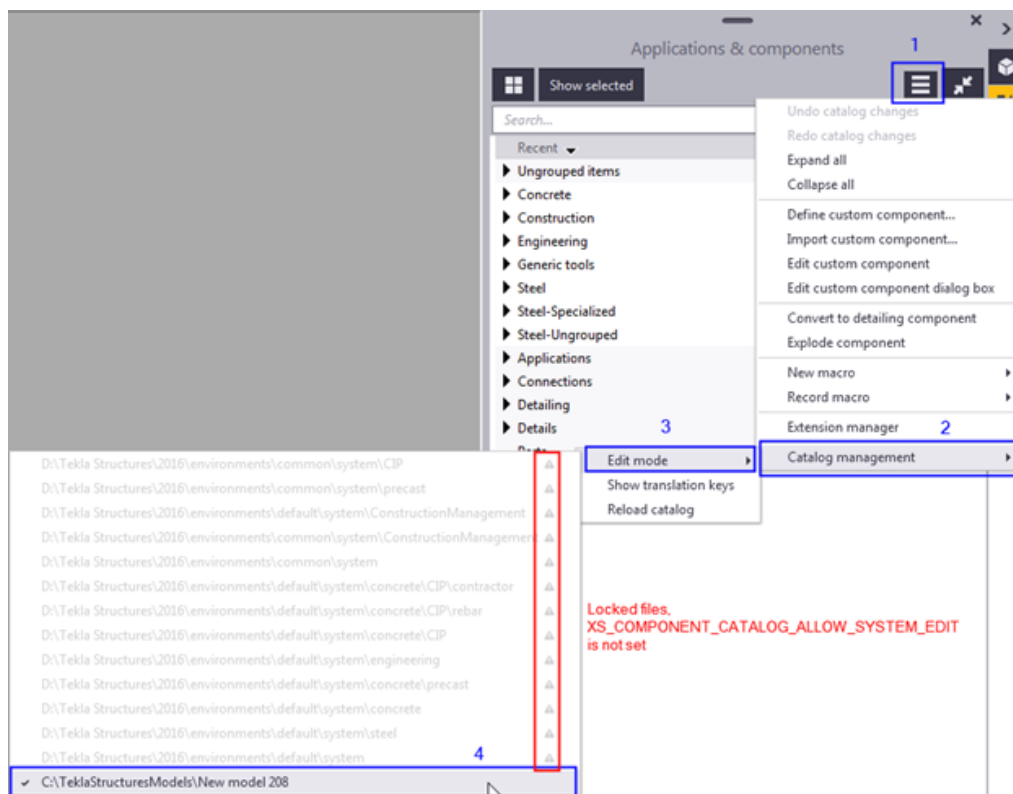 Applications & components
1
Show selected
Search...
Recent
Ungrouped items
Concrete
Construction
Engineering
Generic tools
Steel
Steel-Specialized
Steel-Ungrouped
Applications
Connections
Detailing
Details
Undo catalog changes
Redo catalog changes
Expand all
Collapse all
Define custom component...
Import custom component...
Edit custom component
Edit custom component dialog box
Convert to detailing component
Explode component
New macro
Record macro
Extension manager
2
Catalog management
3
Edit mode
Show translation keys
Reload catalog
D:\Tekla Structures\2016\environments\common\system\CIP
D:\Tekla Structures\2016\environments\common\system\precast
D:\Tekla Structures\2016\environments\default\system\ConstructionManagement
D:\Tekla Structures\2016\environments\common\system\ConstructionManagement
D:\Tekla Structures\2016\environments\common\system
D:\Tekla Structures\2016\environments\default\system\concrete\CIP\contractor
D:\Tekla Structures\2016\environments\default\system\concrete\CIP\rebar
D:\Tekla Structures\2016\environments\default\system\concrete\CIP
D:\Tekla Structures\2016\environments\default\system\engineering
D:\Tekla Structures\2016\environments\default\system\concrete\precast
D:\Tekla Structures\2016\environments\default\system\concrete
D:\Tekla Structures\2016\environments\default\system\steel
D:\Tekla Structures\2016\environments\default\system
4
C:\TeklaStructuresModels\New model 208
Locked files,
XS_COMPONENT_CATALOG_ALLOW_SYSTEM_EDIT
is not set